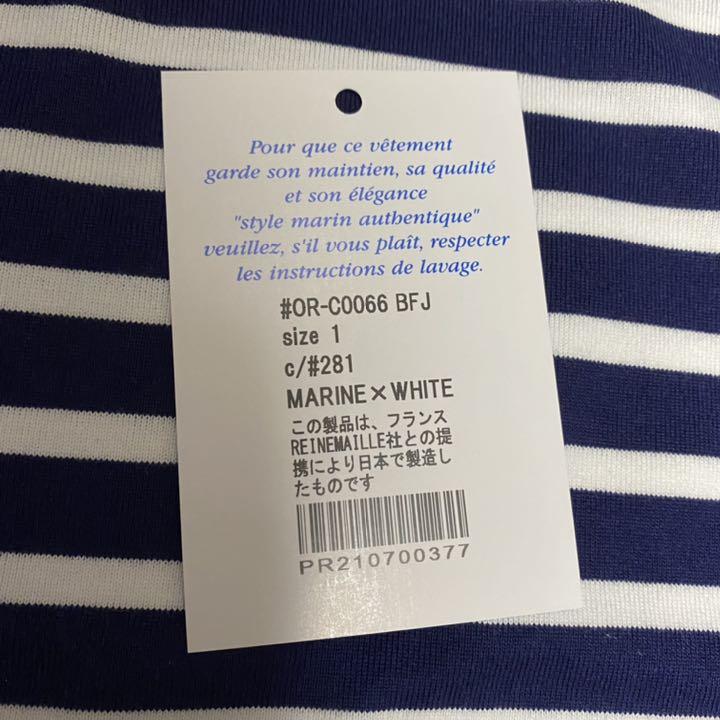 Pour que ce vêtement
garde son maintien, sa qualité
et son élégance
"style marin authentique"
veuillez, s'il vous plaît, respecter
les instructions de lavage.
#OR-C0066 BFJ
size 1
c/#281
MARINE×WHITE
この製品は、フランス
REINEMAILLE社との提
携により日本で製造し
たものです
PR210700377